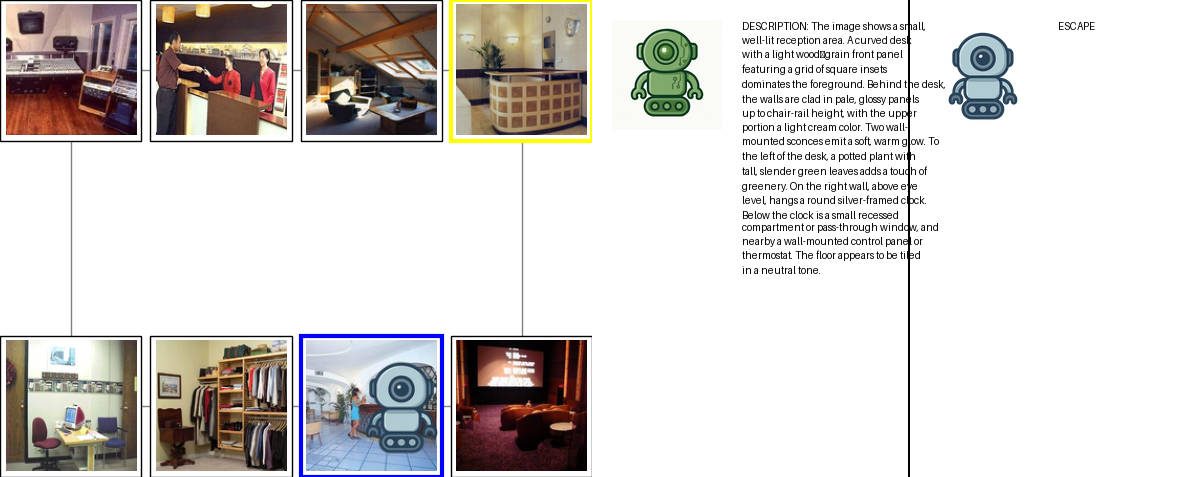 DESCRIPTION: The image shows a small,
well-lit reception area. A curved desk
with a light wood grain front panel
featuring a grid of square insets
dominates the foreground. Behind the desk,
the walls are clad in pale, glossy panels
up to chair-rail height, with the upper
portion a light cream color. Two wall-
mounted sconces emit a soft, warm glow. To
the left of the desk, a potted plant with
tall, slender green leaves adds a touch of
greenery. On the right wall, above eye
level, hangs a round silver-framed clock.
Below the clock is a small recessed
compartment or pass-through window, and
nearby a wall-mounted control panel or
thermostat. The floor appears to be tiled
in a neutral tone.
ESCAPE